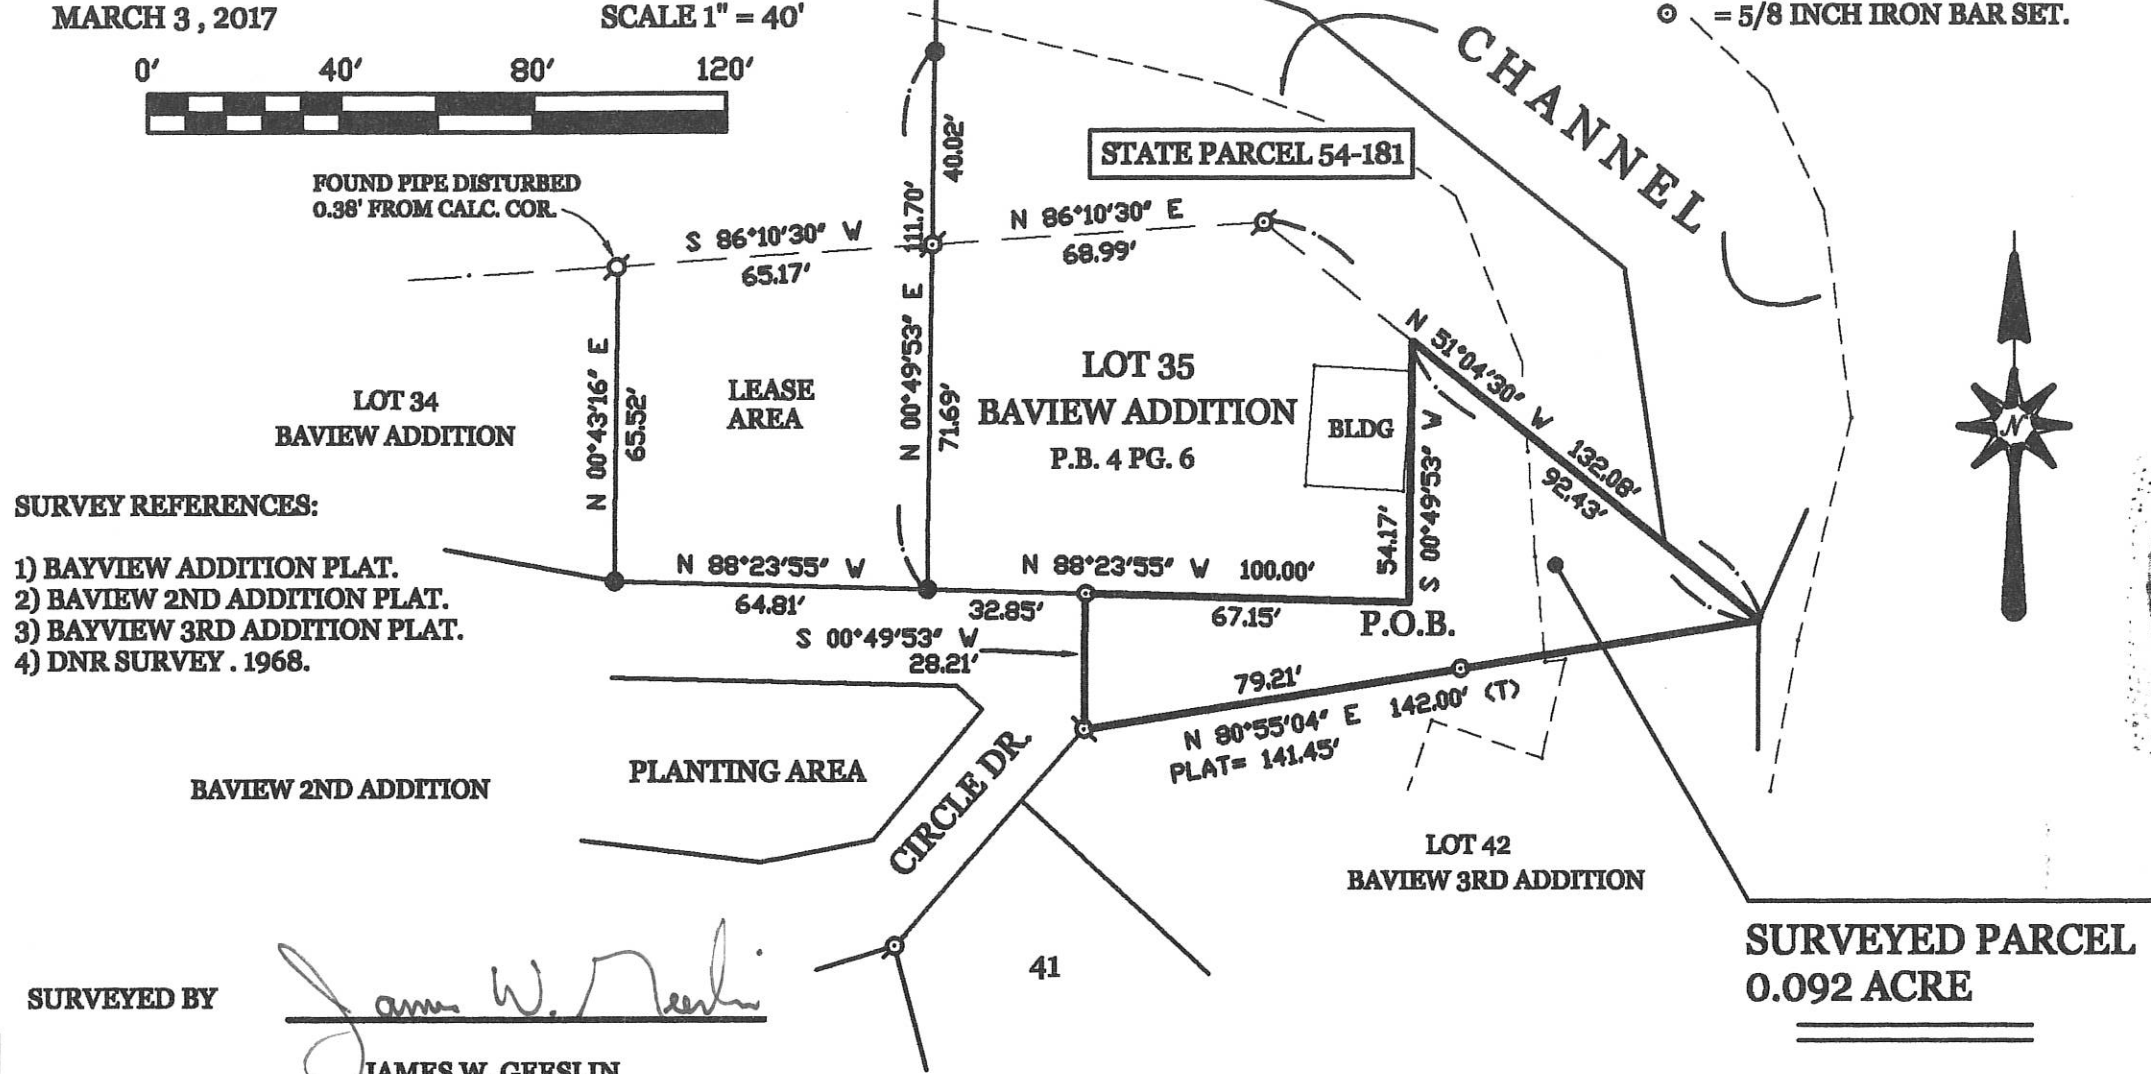 MARCH 3 , 2017
SCALE 1" = 40'
= 5/8 INCH IRON BAR SET.
0' 40' 80' 120'
CHANNEL
STATE PARCEL 54-181
FOUND PIPE DISTURBED
0.38' FROM CALC. COR.
40.02'
111.70'
S 86°10'30" W
65.17'
N 86°10'30" E
68.99'
N 00°43'16" E
65.52'
N 00°49'53" E
71.69'
LOT 34
BAVIEW ADDITION
LEASE
AREA
LOT 35
BAVIEW ADDITION
P.B. 4 PG. 6
BLDG
N 51°04'30" W 132.08'
92.43'
54.17'
S 00°49'53" W
N
SURVEY REFERENCES:
1) BAYVIEW ADDITION PLAT.
2) BAVIEW 2ND ADDITION PLAT.
3) BAYVIEW 3RD ADDITION PLAT.
4) DNR SURVEY . 1968.
N 88°23'55" W
64.81'
N 88°23'55" W 100.00'
32.85'
67.15'
P.O.B.
S 00°49'53" W
28.21'
79.21'
N 80°55'04" E 142.00' (T)
PLAT= 141.45'
BAVIEW 2ND ADDITION
PLANTING AREA
CIRCLE DR.
LOT 42
BAVIEW 3RD ADDITION
41
SURVEYED PARCEL
0.092 ACRE
SURVEYED BY
James W. Geeslin
JAMES W. GEESLIN